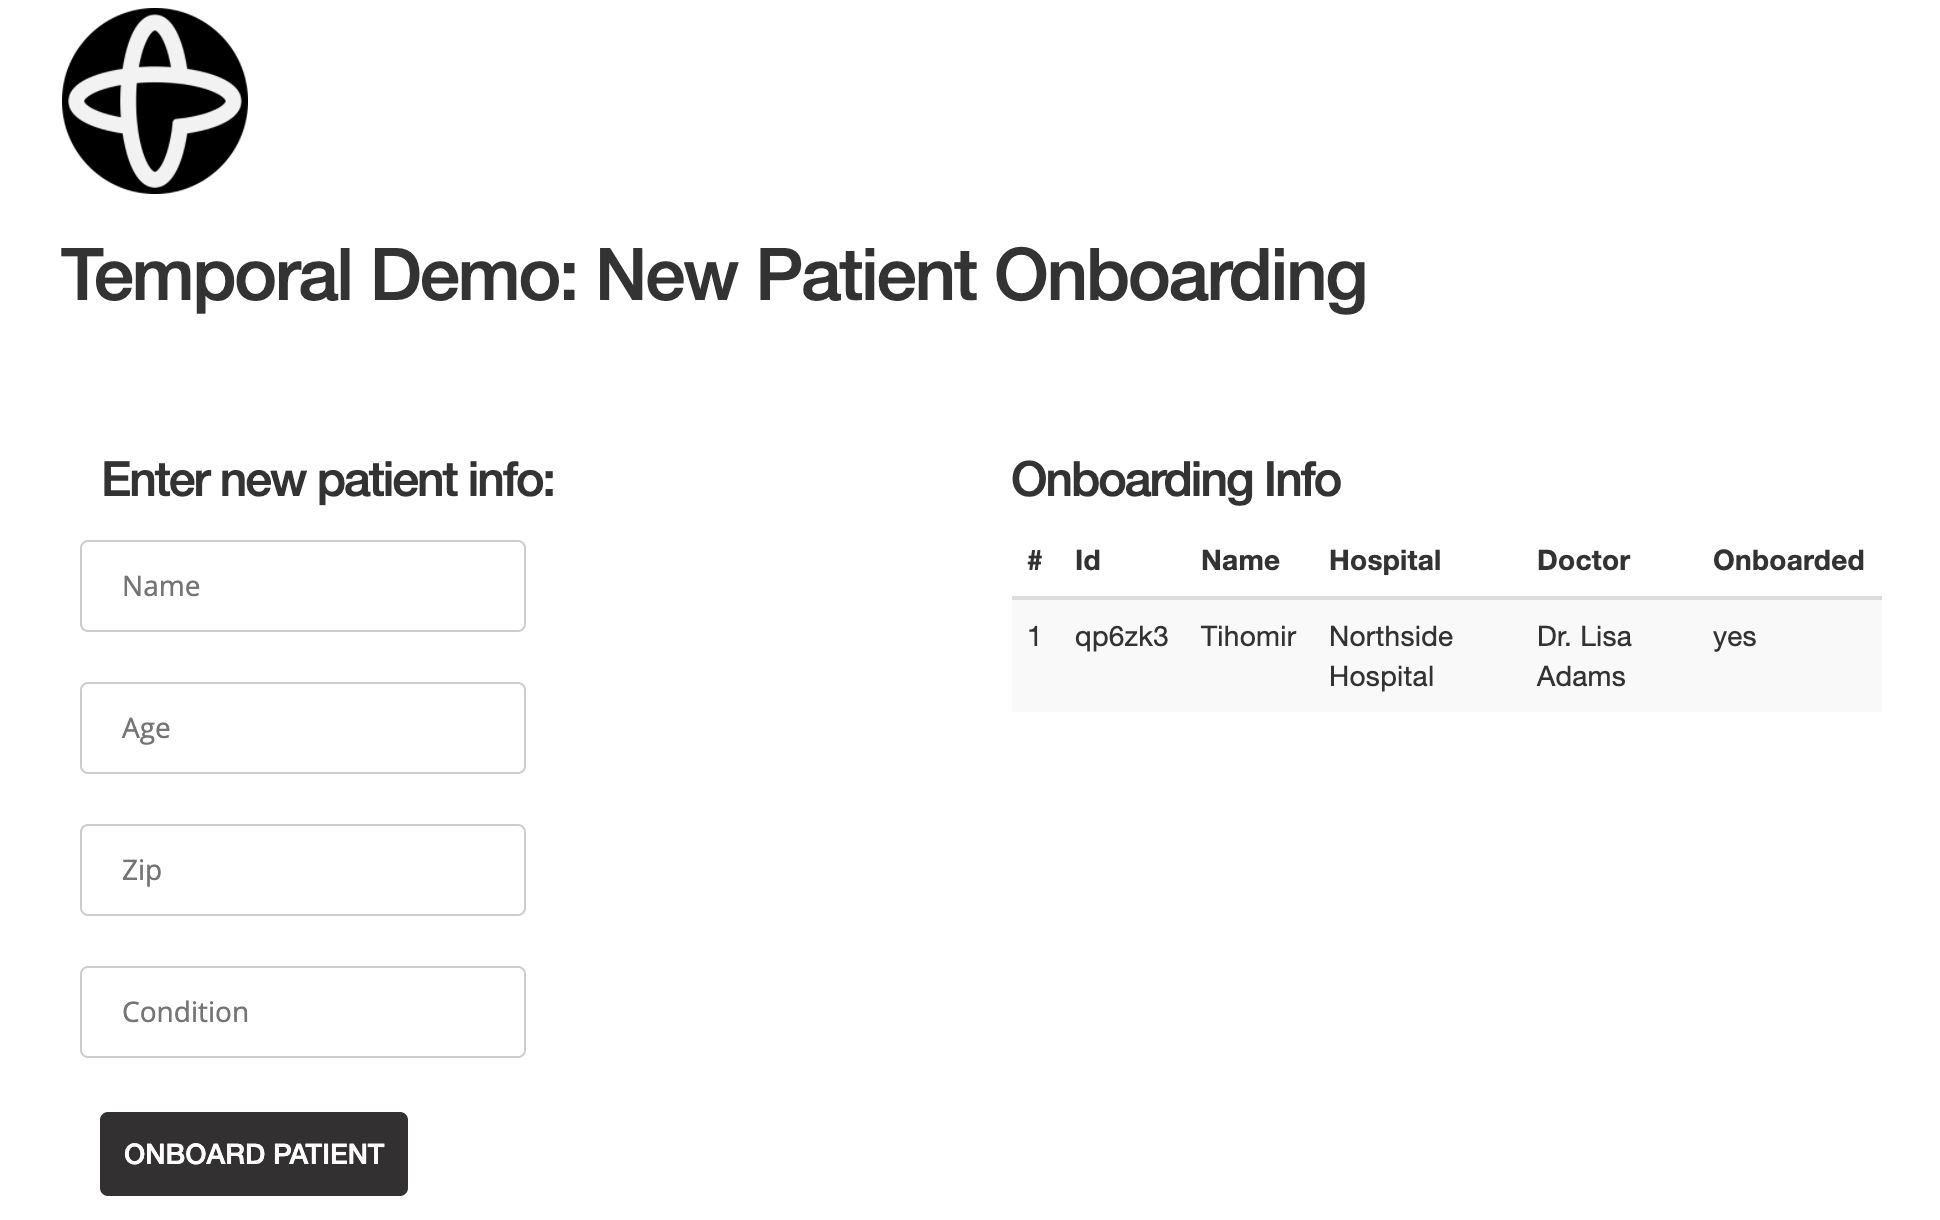 Temporal Demo: New Patient Onboarding
Enter new patient info:
Name
Age
Zip
Condition
ONBOARD PATIENT
Onboarding Info
# Id Name Hospital Doctor Onboarded
1 qp6zk3 Tihomir Northside Dr. Lisa yes
Hospital Adams